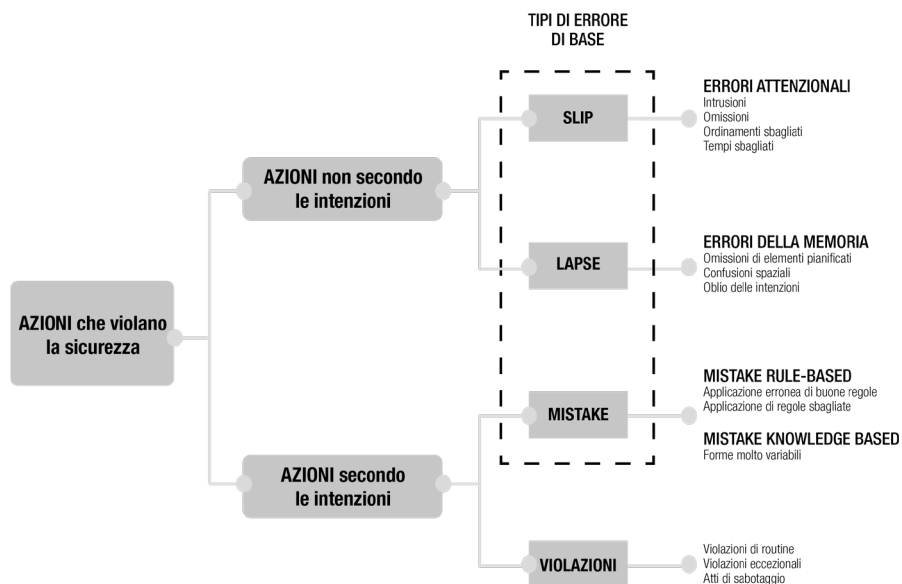 TIPI DI ERRORE
DI BASE
SLIP
ERRORI ATTENZIONALI
Intrusioni
Omissioni
Ordinamenti sbagliati
Tempi sbagliati
AZIONI non secondo
le intenzioni
LAPSE
ERRORI DELLA MEMORIA
Omissioni di elementi pianificati
Confusioni spaziali
Oblio delle intenzioni
AZIONI che violano
la sicurezza
MISTAKE
MISTAKE RULE-BASED
Applicazione erronea di buone regole
Applicazione di regole sbagliate
MISTAKE KNOWLEDGE BASED
Forme molto variabili
AZIONI secondo
le intenzioni
VIOLAZIONI
Violazioni di routine
Violazioni eccezionali
Atti di sabotaggio